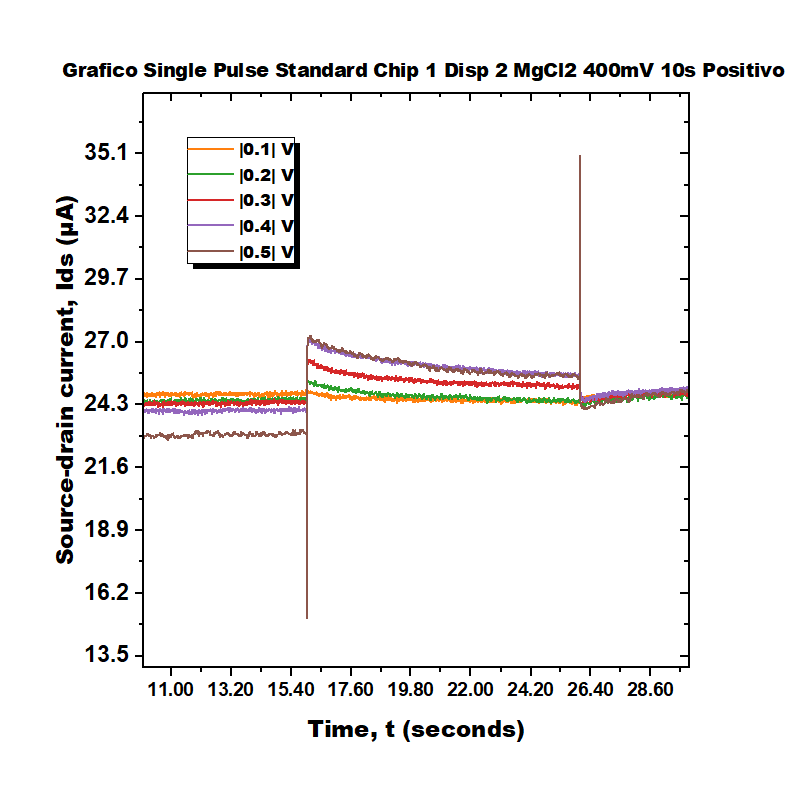 Grafico Single Pulse Standard Chip 1 Disp 2 MgCl2 400mV 10s Positivo
|0.1| V
|0.2| V
|0.3| V
|0.4| V
|0.5| V
35.1
32.4
29.7
27.0
24.3
21.6
18.9
16.2
13.5
Source-drain current, Ids (µA)
11.00 13.20 15.40 17.60 19.80 22.00 24.20 26.40 28.60
Time, t (seconds)